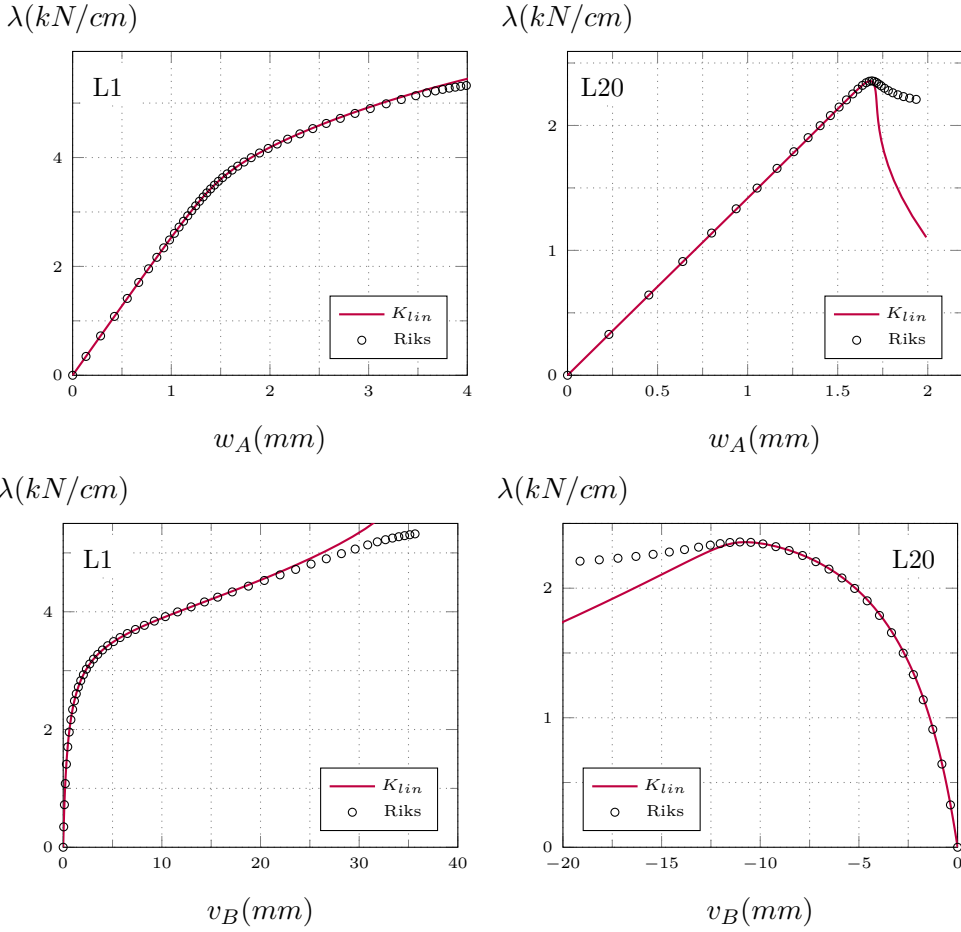 λ(kN/cm)
L1
0
2
4
0
1
2
3
4
K_lin
Riks
w_A(mm)
λ(kN/cm)
L20
0
1
2
0
0.5
1
1.5
2
K_lin
Riks
w_A(mm)
λ(kN/cm)
L1
0
2
4
0
10
20
30
40
K_lin
Riks
v_B(mm)
λ(kN/cm)
L20
0
1
2
−20
−15
−10
−5
0
K_lin
Riks
v_B(mm)